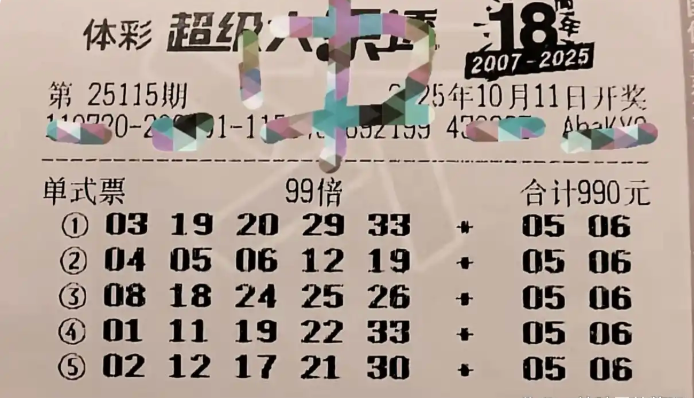 体彩 超级大乐透 18周年
2007-2025
第 25115期 2025年10月11日开奖
单式票 99倍 合计990元
① 03 19 20 29 33 + 05 06
② 04 05 06 12 19 + 05 06
③ 08 18 24 25 26 + 05 06
④ 01 11 19 22 33 + 05 06
⑤ 02 12 17 21 30 + 05 06